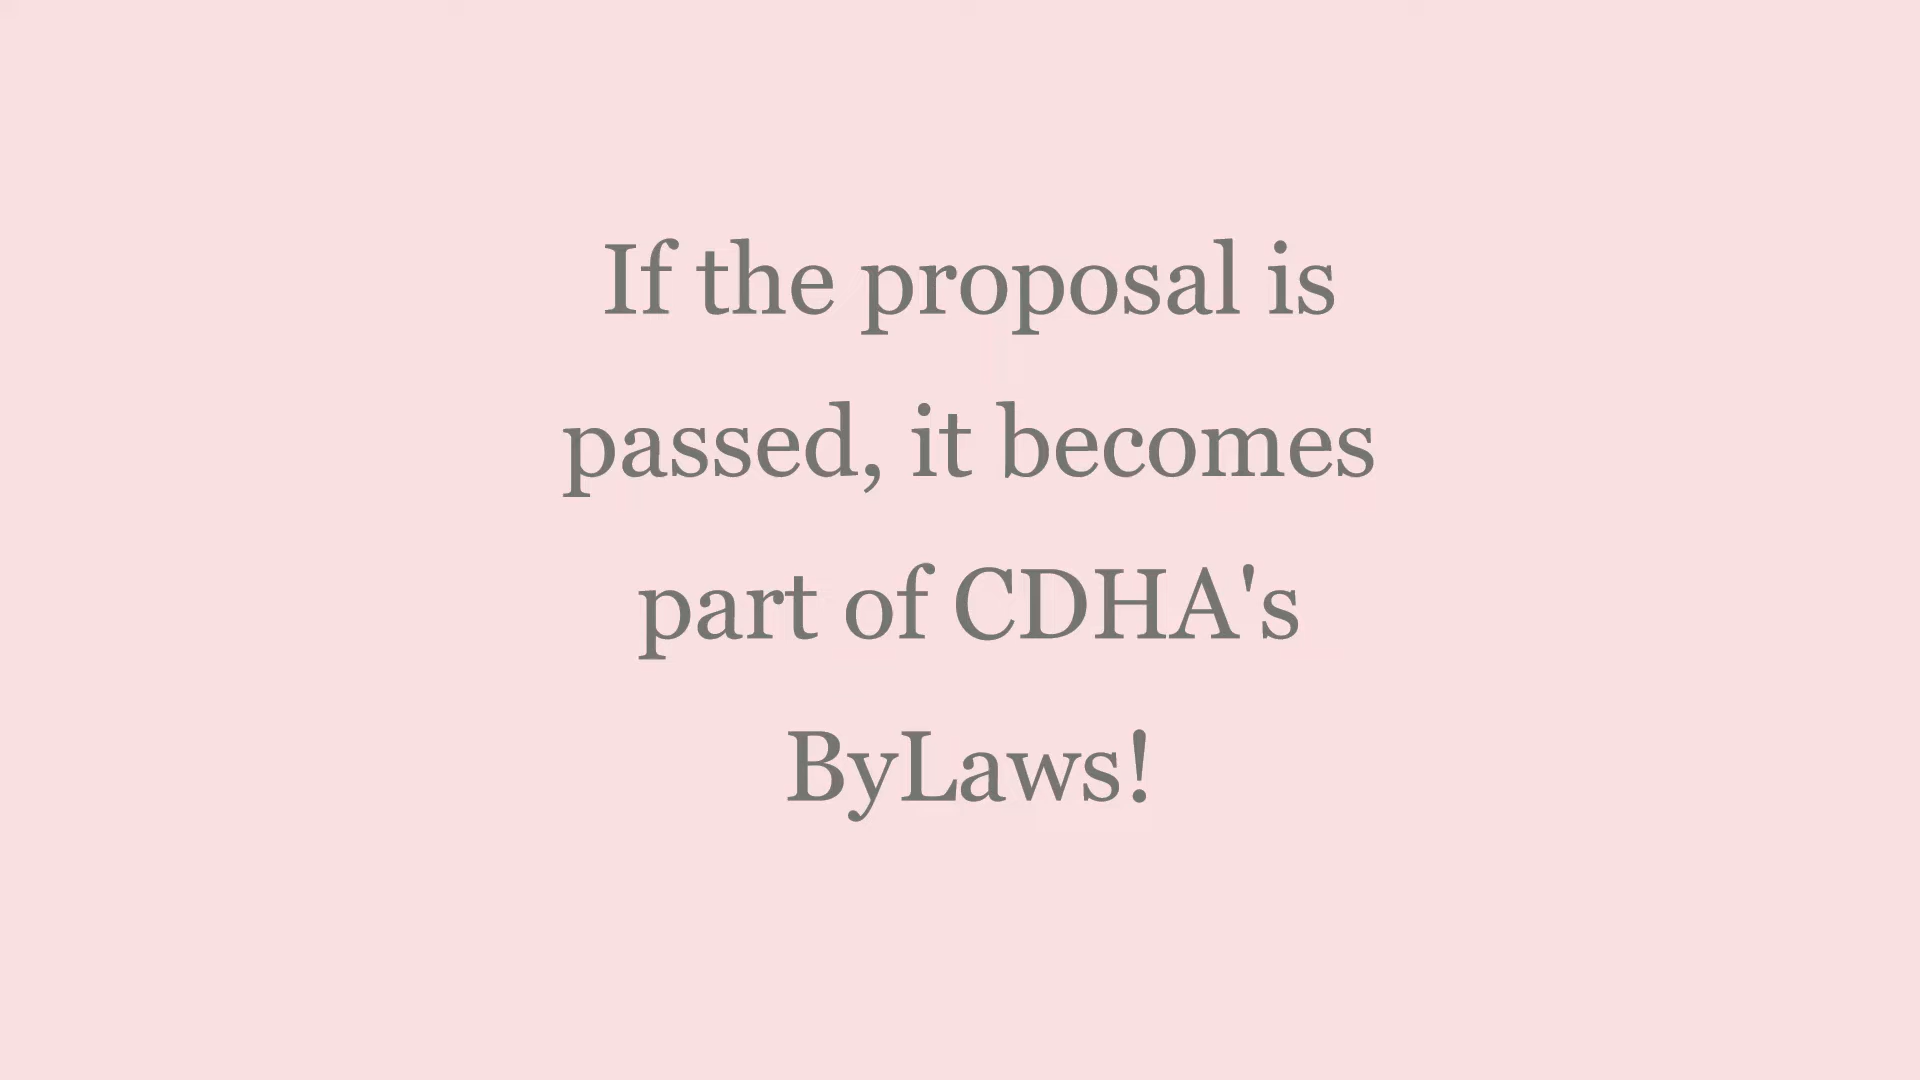 If the proposal is
passed, it becomes
part of CDHA's
ByLaws!